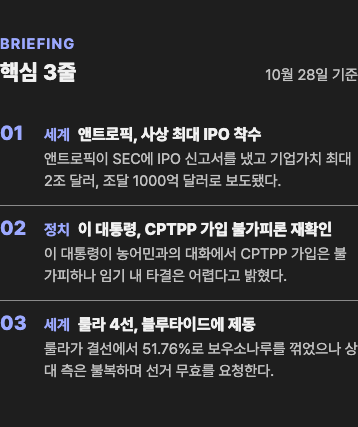 BRIEFING
핵심 3줄
10월 28일 기준
01 세계 앤트로픽, 사상 최대 IPO 착수
앤트로픽이 SEC에 IPO 신고서를 냈고 기업가치 최대
2조 달러, 조달 1000억 달러로 보도됐다.
02 정치 이 대통령, CPTPP 가입 불가피론 재확인
이 대통령이 농어민과의 대화에서 CPTPP 가입은 불
가피하나 임기 내 타결은 어렵다고 밝혔다.
03 세계 룰라 4선, 블루타이드에 제동
룰라가 결선에서 51.76%로 보우소나루를 꺾었으나 상
대 측은 불복하며 선거 무효를 요청한다.